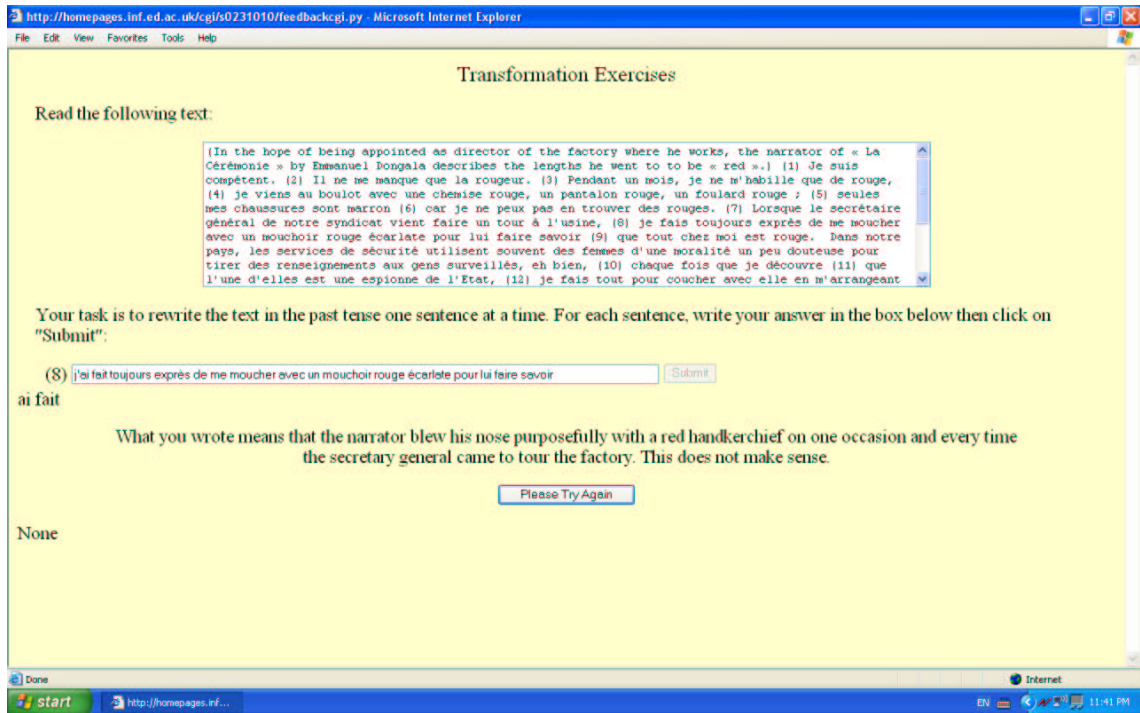 http://homepages.inf.ed.ac.uk/cgi/s0231010/feedbackcgi.py - Microsoft Internet Explorer
File Edit View Favorites Tools Help
Transformation Exercises
Read the following text:
(In the hope of being appointed as director of the factory where he works, the narrator of « La
Cérémonie » by Emmanuel Dongala describes the lengths he went to to be « red ».) (1) Je suis
compétent. (2) Il ne me manque que la rougeur. (3) Pendant un mois, je ne m'habille que de rouge,
(4) je viens au boulot avec une chemise rouge, un pantalon rouge, un foulard rouge ; (5) seules
mes chaussures sont marron (6) car je ne peux pas en trouver des rouges. (7) Lorsque le secrétaire
général de notre syndicat vient faire un tour à l'usine, (8) je fais toujours exprès de me moucher
avec un mouchoir rouge écarlate pour lui faire savoir (9) que tout chez moi est rouge. Dans notre
pays, les services de sécurité utilisent souvent des femmes d'une moralité un peu douteuse pour
tirer des renseignements aux gens surveillés, eh bien, (10) chaque fois que je découvre (11) que
l'une d'elles est une espionne de l'Etat, (12) je fais tout pour coucher avec elle en m'arrangeant
Your task is to rewrite the text in the past tense one sentence at a time. For each sentence, write your answer in the box below then click on
"Submit":
(8) j'ai fait toujours exprès de me moucher avec un mouchoir rouge écarlate pour lui faire savoir Submit
ai fait
What you wrote means that the narrator blew his nose purposefully with a red handkerchief on one occasion and every time
the secretary general came to tour the factory. This does not make sense.
Please Try Again
None
Done Internet
start http://homepages.inf... EN 11:41 PM